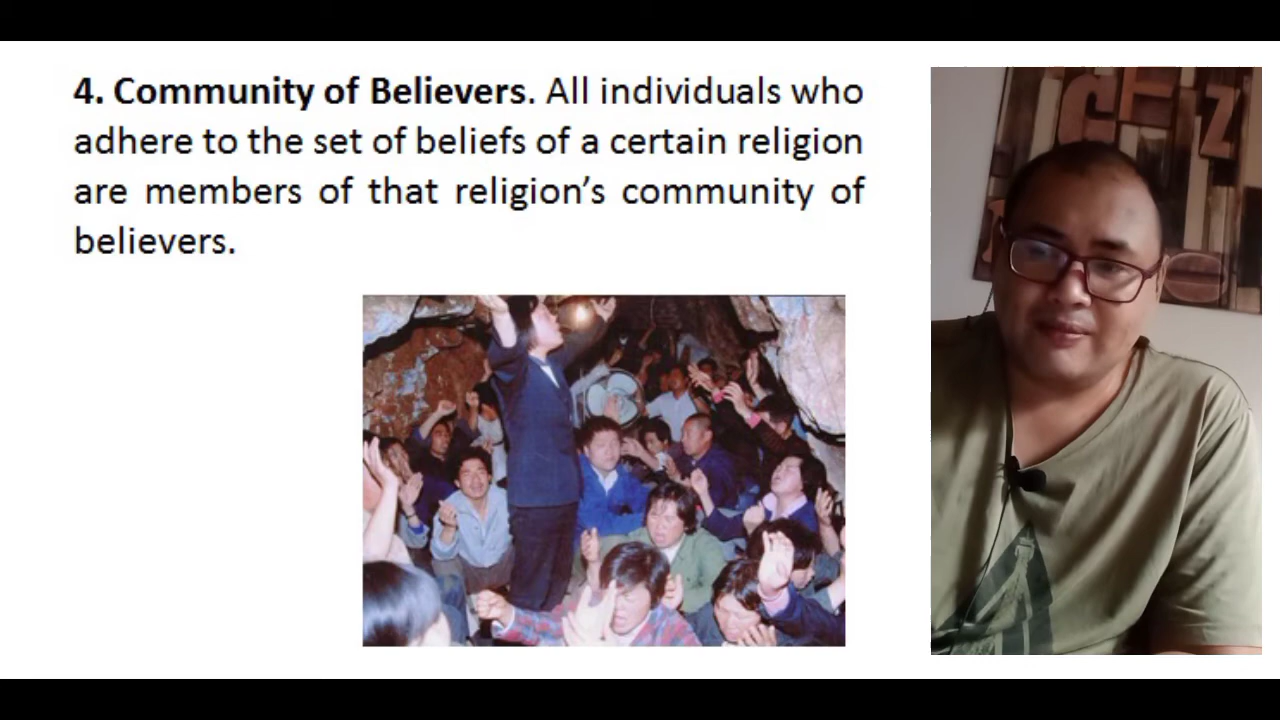 4. Community of Believers. All individuals who
adhere to the set of beliefs of a certain religion
are members of that religion’s community of
believers.